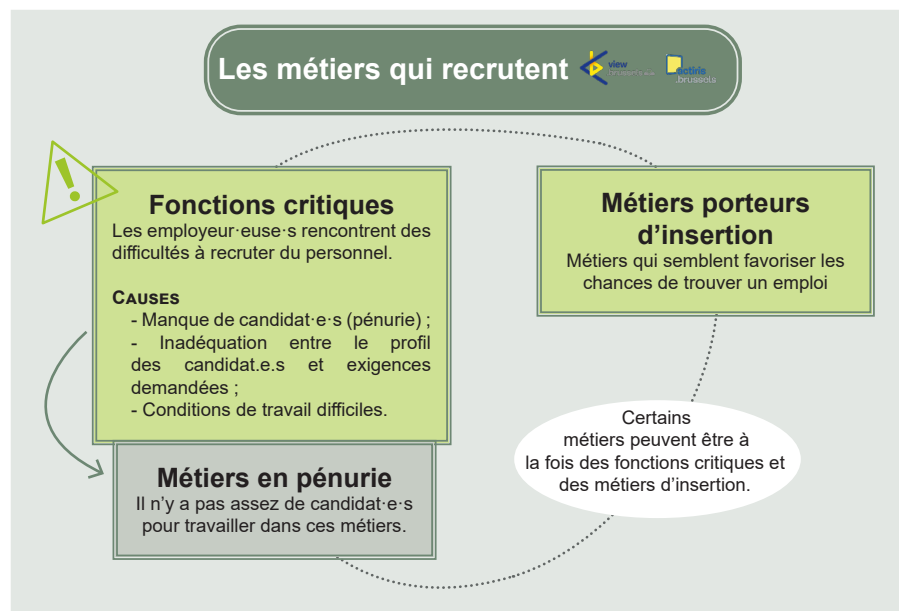 Les métiers qui recrutent
view
.brussels
actiris
.brussels
!
Fonctions critiques
Les employeur·euse·s rencontrent des
difficultés à recruter du personnel.
CAUSES
- Manque de candidat·e·s (pénurie) ;
- Inadéquation entre le profil
des candidat.e.s et exigences
demandées ;
- Conditions de travail difficiles.
Métiers en pénurie
Il n’y a pas assez de candidat·e·s
pour travailler dans ces métiers.
Métiers porteurs
d’insertion
Métiers qui semblent favoriser les
chances de trouver un emploi
Certains
métiers peuvent être à
la fois des fonctions critiques et
des métiers d’insertion.